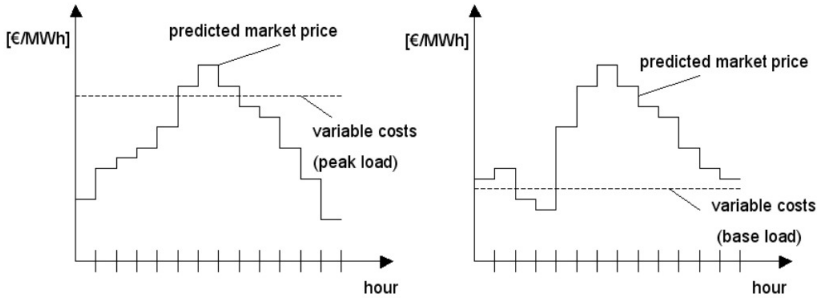 [€/MWh]
predicted market price
variable costs
(peak load)
hour
[€/MWh]
predicted market price
variable costs
(base load)
hour